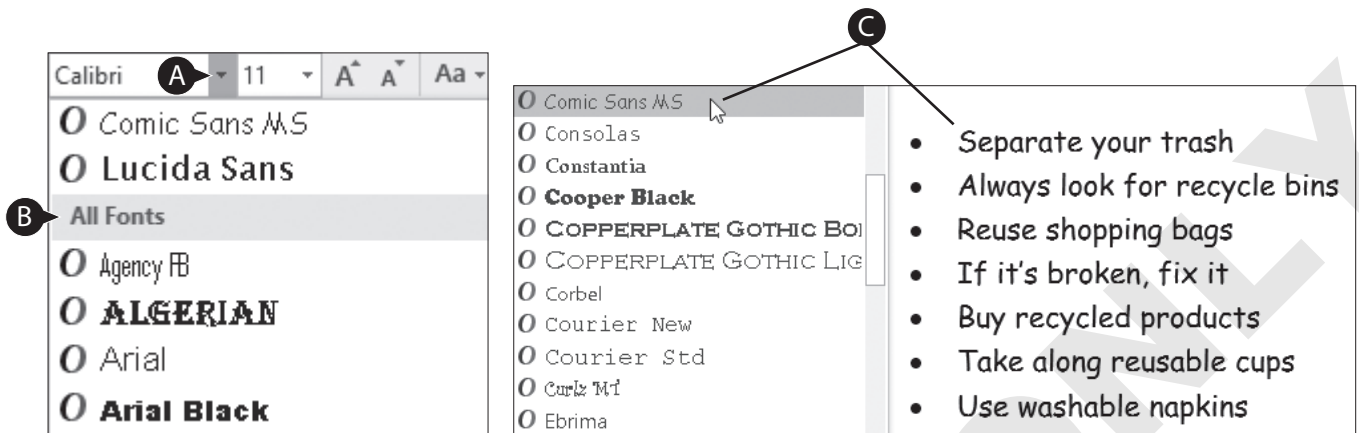 C
Calibri A 11 A A Aa
O Comic Sans MS
O Lucida Sans
B All Fonts
O Agency FB
O ALGERIAN
O Arial
O Arial Black
O Comic Sans MS
O Consolas
O Constantia
O Cooper Black
O COPPERPLATE GOTHIC BOL
O COPPERPLATE GOTHIC LIG
O Corbel
O Courier New
O Courier Std
O Curlz MT
O Ebrima
• Separate your trash
• Always look for recycle bins
• Reuse shopping bags
• If it's broken, fix it
• Buy recycled products
• Take along reusable cups
• Use washable napkins
ONLY